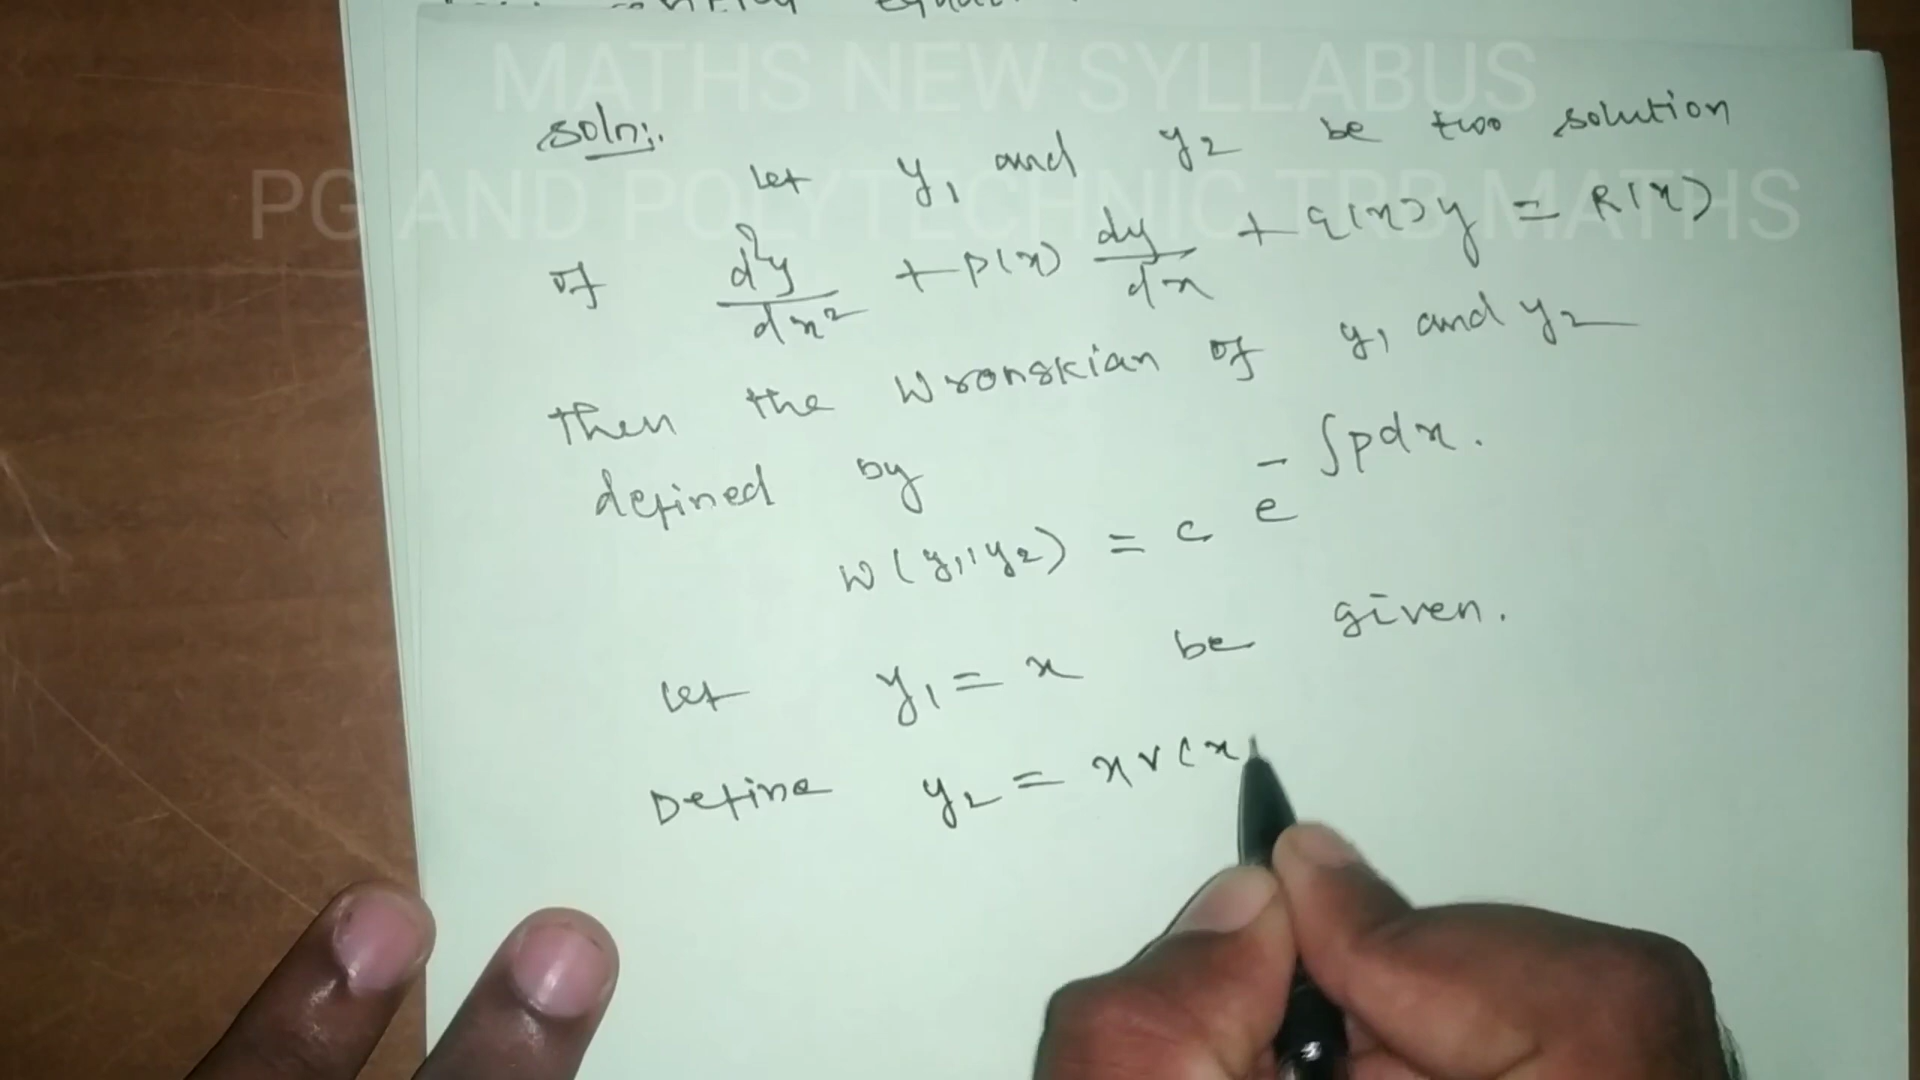 MATHS NEW SYLLABUS
PG AND POLYTECHNIC TRB MATHS
Soln:.
Let y₁ and y₂ be two solution
of d²y/dx² + P(x) dy/dx + q(x)y = R(x)
Then the Wronskian of y₁ and y₂
defined by
W(y₁,y₂) = c e^(-∫pdx).
Let y₁ = x be given.
Define y₂ = x v(x